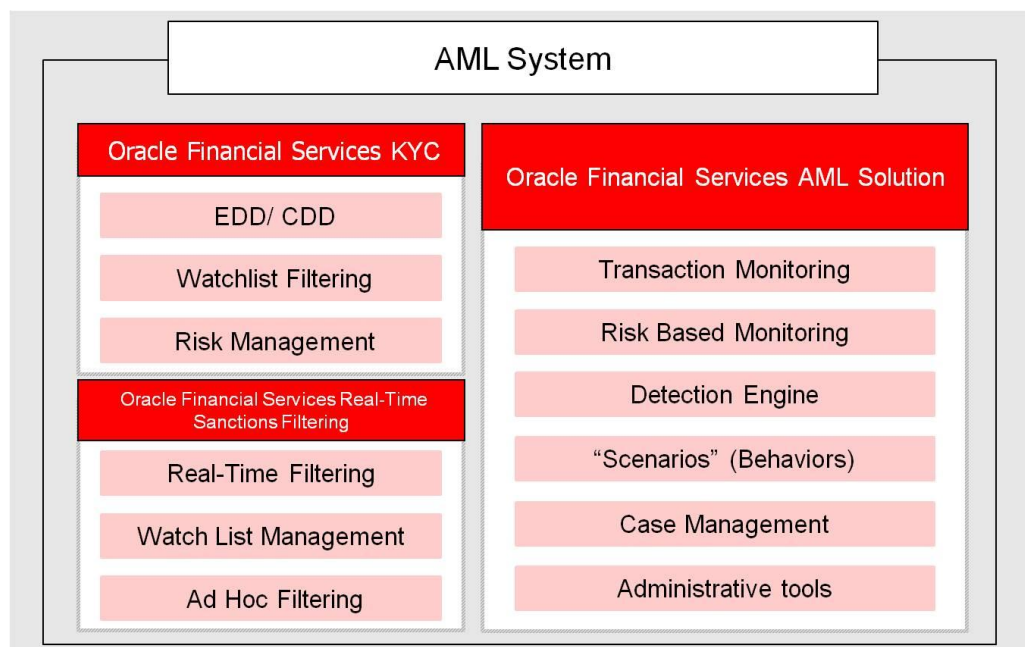 AML System
Oracle Financial Services KYC
EDD/ CDD
Watchlist Filtering
Risk Management
Oracle Financial Services Real-Time
Sanctions Filtering
Real-Time Filtering
Watch List Management
Ad Hoc Filtering
Oracle Financial Services AML Solution
Transaction Monitoring
Risk Based Monitoring
Detection Engine
“Scenarios” (Behaviors)
Case Management
Administrative tools